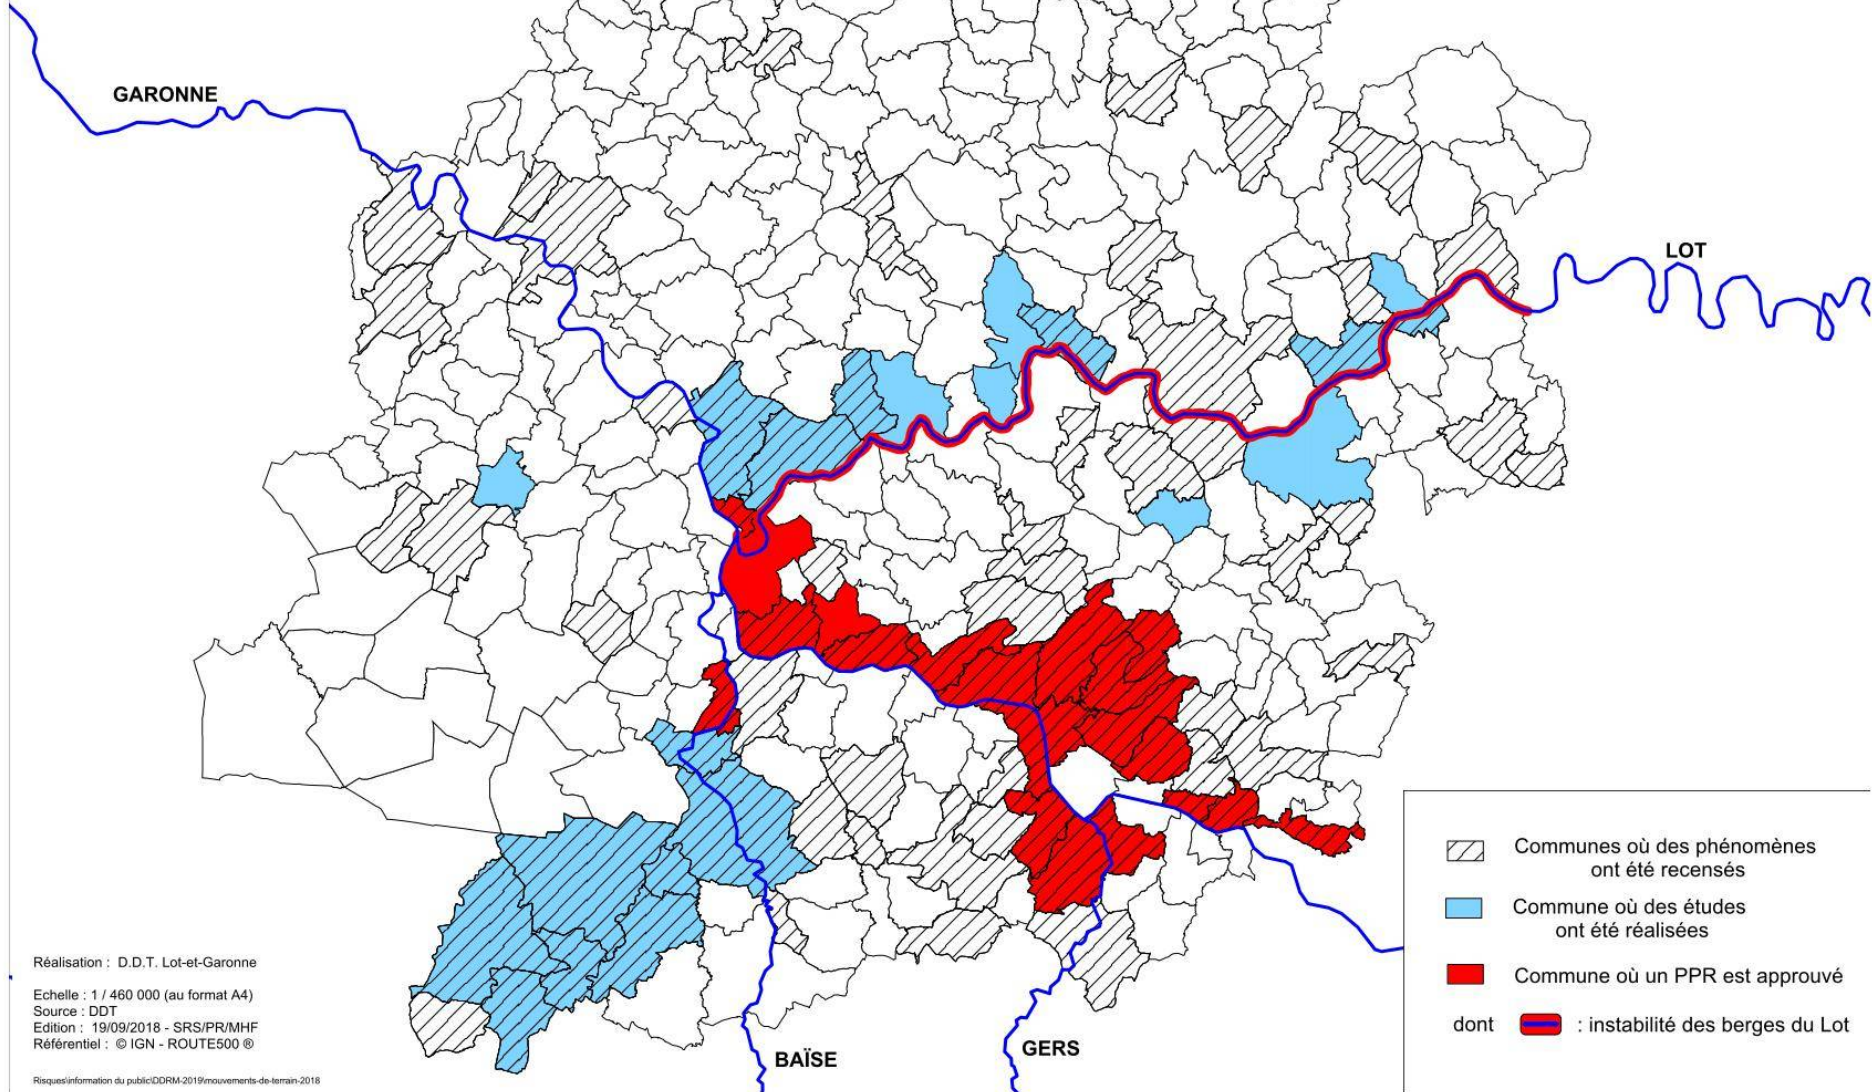 GARONNE
LOT
Communes où des phénomènes
ont été recensés
Commune où des études
ont été réalisées
Commune où un PPR est approuvé
dont : instabilité des berges du Lot
Réalisation : D.D.T. Lot-et-Garonne
Echelle : 1 / 460 000 (au format A4)
Source : DDT
Edition : 19/09/2018 - SRS/PR/MHF
Référentiel : © IGN - ROUTE500 ®
Risques\information du public\DDRM-2019\mouvements-de-terrain-2018
BAÏSE
GERS